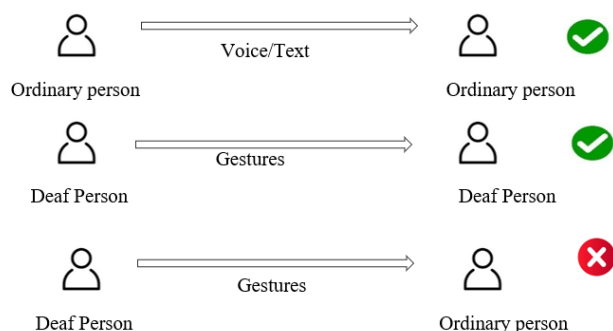 Voice/Text
Ordinary person Ordinary person
Gestures
Deaf Person Deaf Person
Gestures
Deaf Person Ordinary person